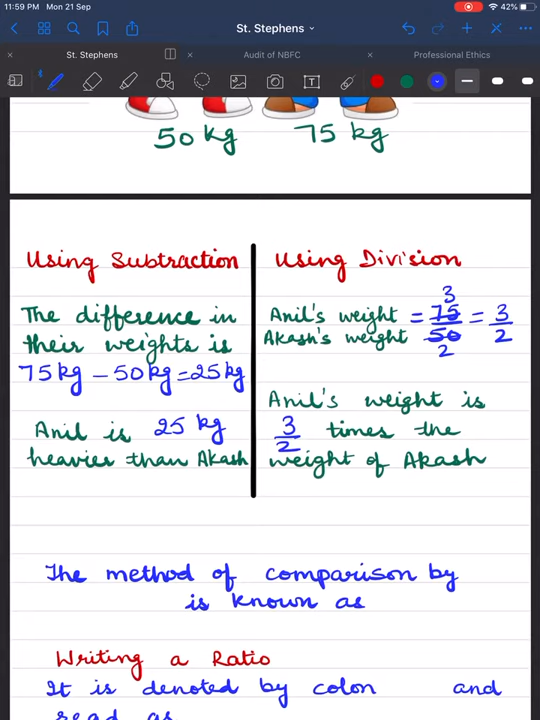 11:59 PM Mon 21 Sep
42%
St. Stephens
St. Stephens
Audit of NBFC
Professional Ethics
50 kg
75 kg
Using Subtraction
The difference in
their weights is
75 kg – 50 kg = 25 kg
Anil is 25 kg
heavier than Akash
Using Division
Anil's weight / Akash's weight = 75/50 = 3/2
3
2
Anil's weight is
3/2 times the
weight of Akash
The method of comparison by
is known as
Writing a Ratio
It is denoted by colon and
read as